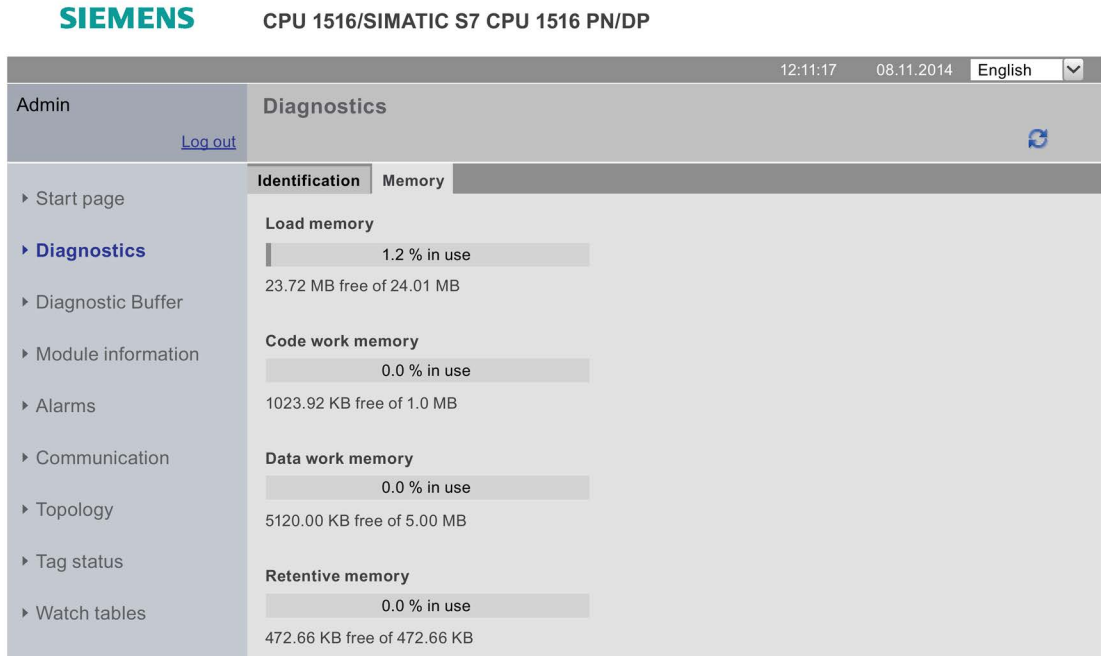 SIEMENS
CPU 1516/SIMATIC S7 CPU 1516 PN/DP
12:11:17 08.11.2014 English
Admin
Log out
Diagnostics
Identification Memory
Start page
Diagnostics
Diagnostic Buffer
Module information
Alarms
Communication
Topology
Tag status
Watch tables
Load memory
1.2 % in use
23.72 MB free of 24.01 MB
Code work memory
0.0 % in use
1023.92 KB free of 1.0 MB
Data work memory
0.0 % in use
5120.00 KB free of 5.00 MB
Retentive memory
0.0 % in use
472.66 KB free of 472.66 KB